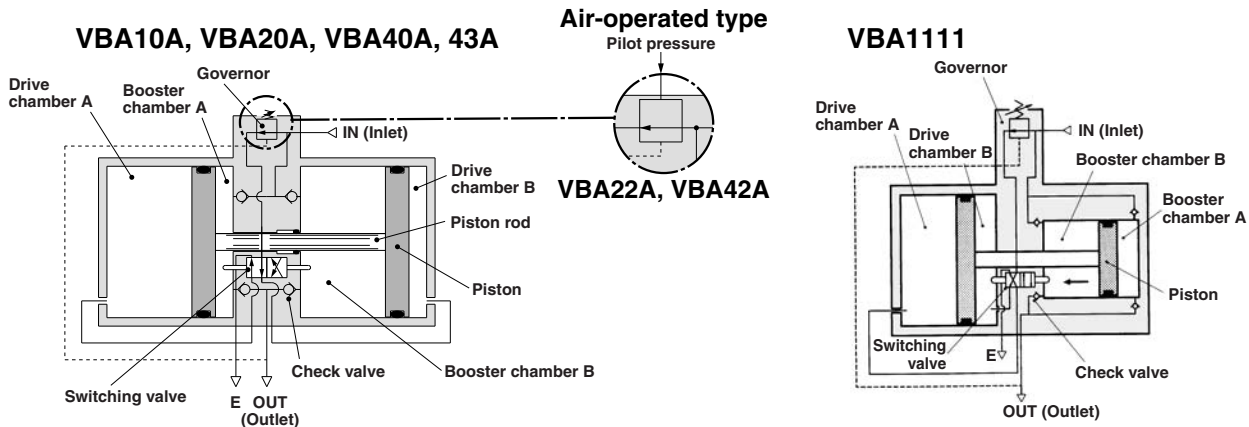 VBA10A, VBA20A, VBA40A, 43A
Governor
Drive
chamber A
Booster
chamber A
IN (Inlet)
Drive
chamber B
Piston rod
Piston
Booster chamber B
Check valve
Switching valve
E
OUT
(Outlet)
Air-operated type
Pilot pressure
VBA22A, VBA42A
VBA1111
Governor
Drive
chamber A
Drive
chamber B
IN (Inlet)
Booster chamber B
Booster
chamber A
Piston
Switching
valve
E
Check valve
OUT (Outlet)